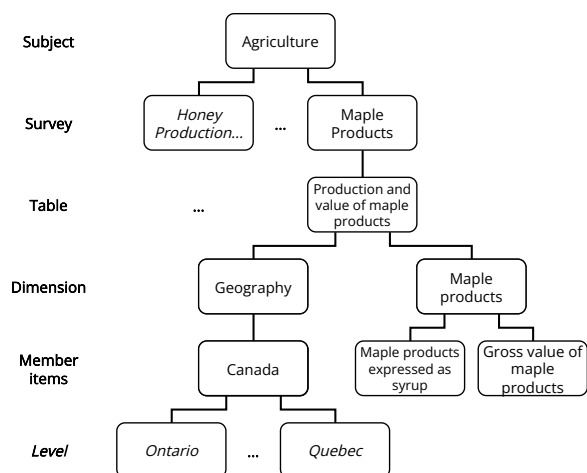 Subject
Agriculture
Survey
Honey
Production...
...
Maple
Products
Table
...
Production and
value of maple
products
Dimension
Geography
Maple
products
Member
items
Canada
Maple products
expressed as
syrup
Gross value of
maple
products
Level
Ontario
...
Quebec